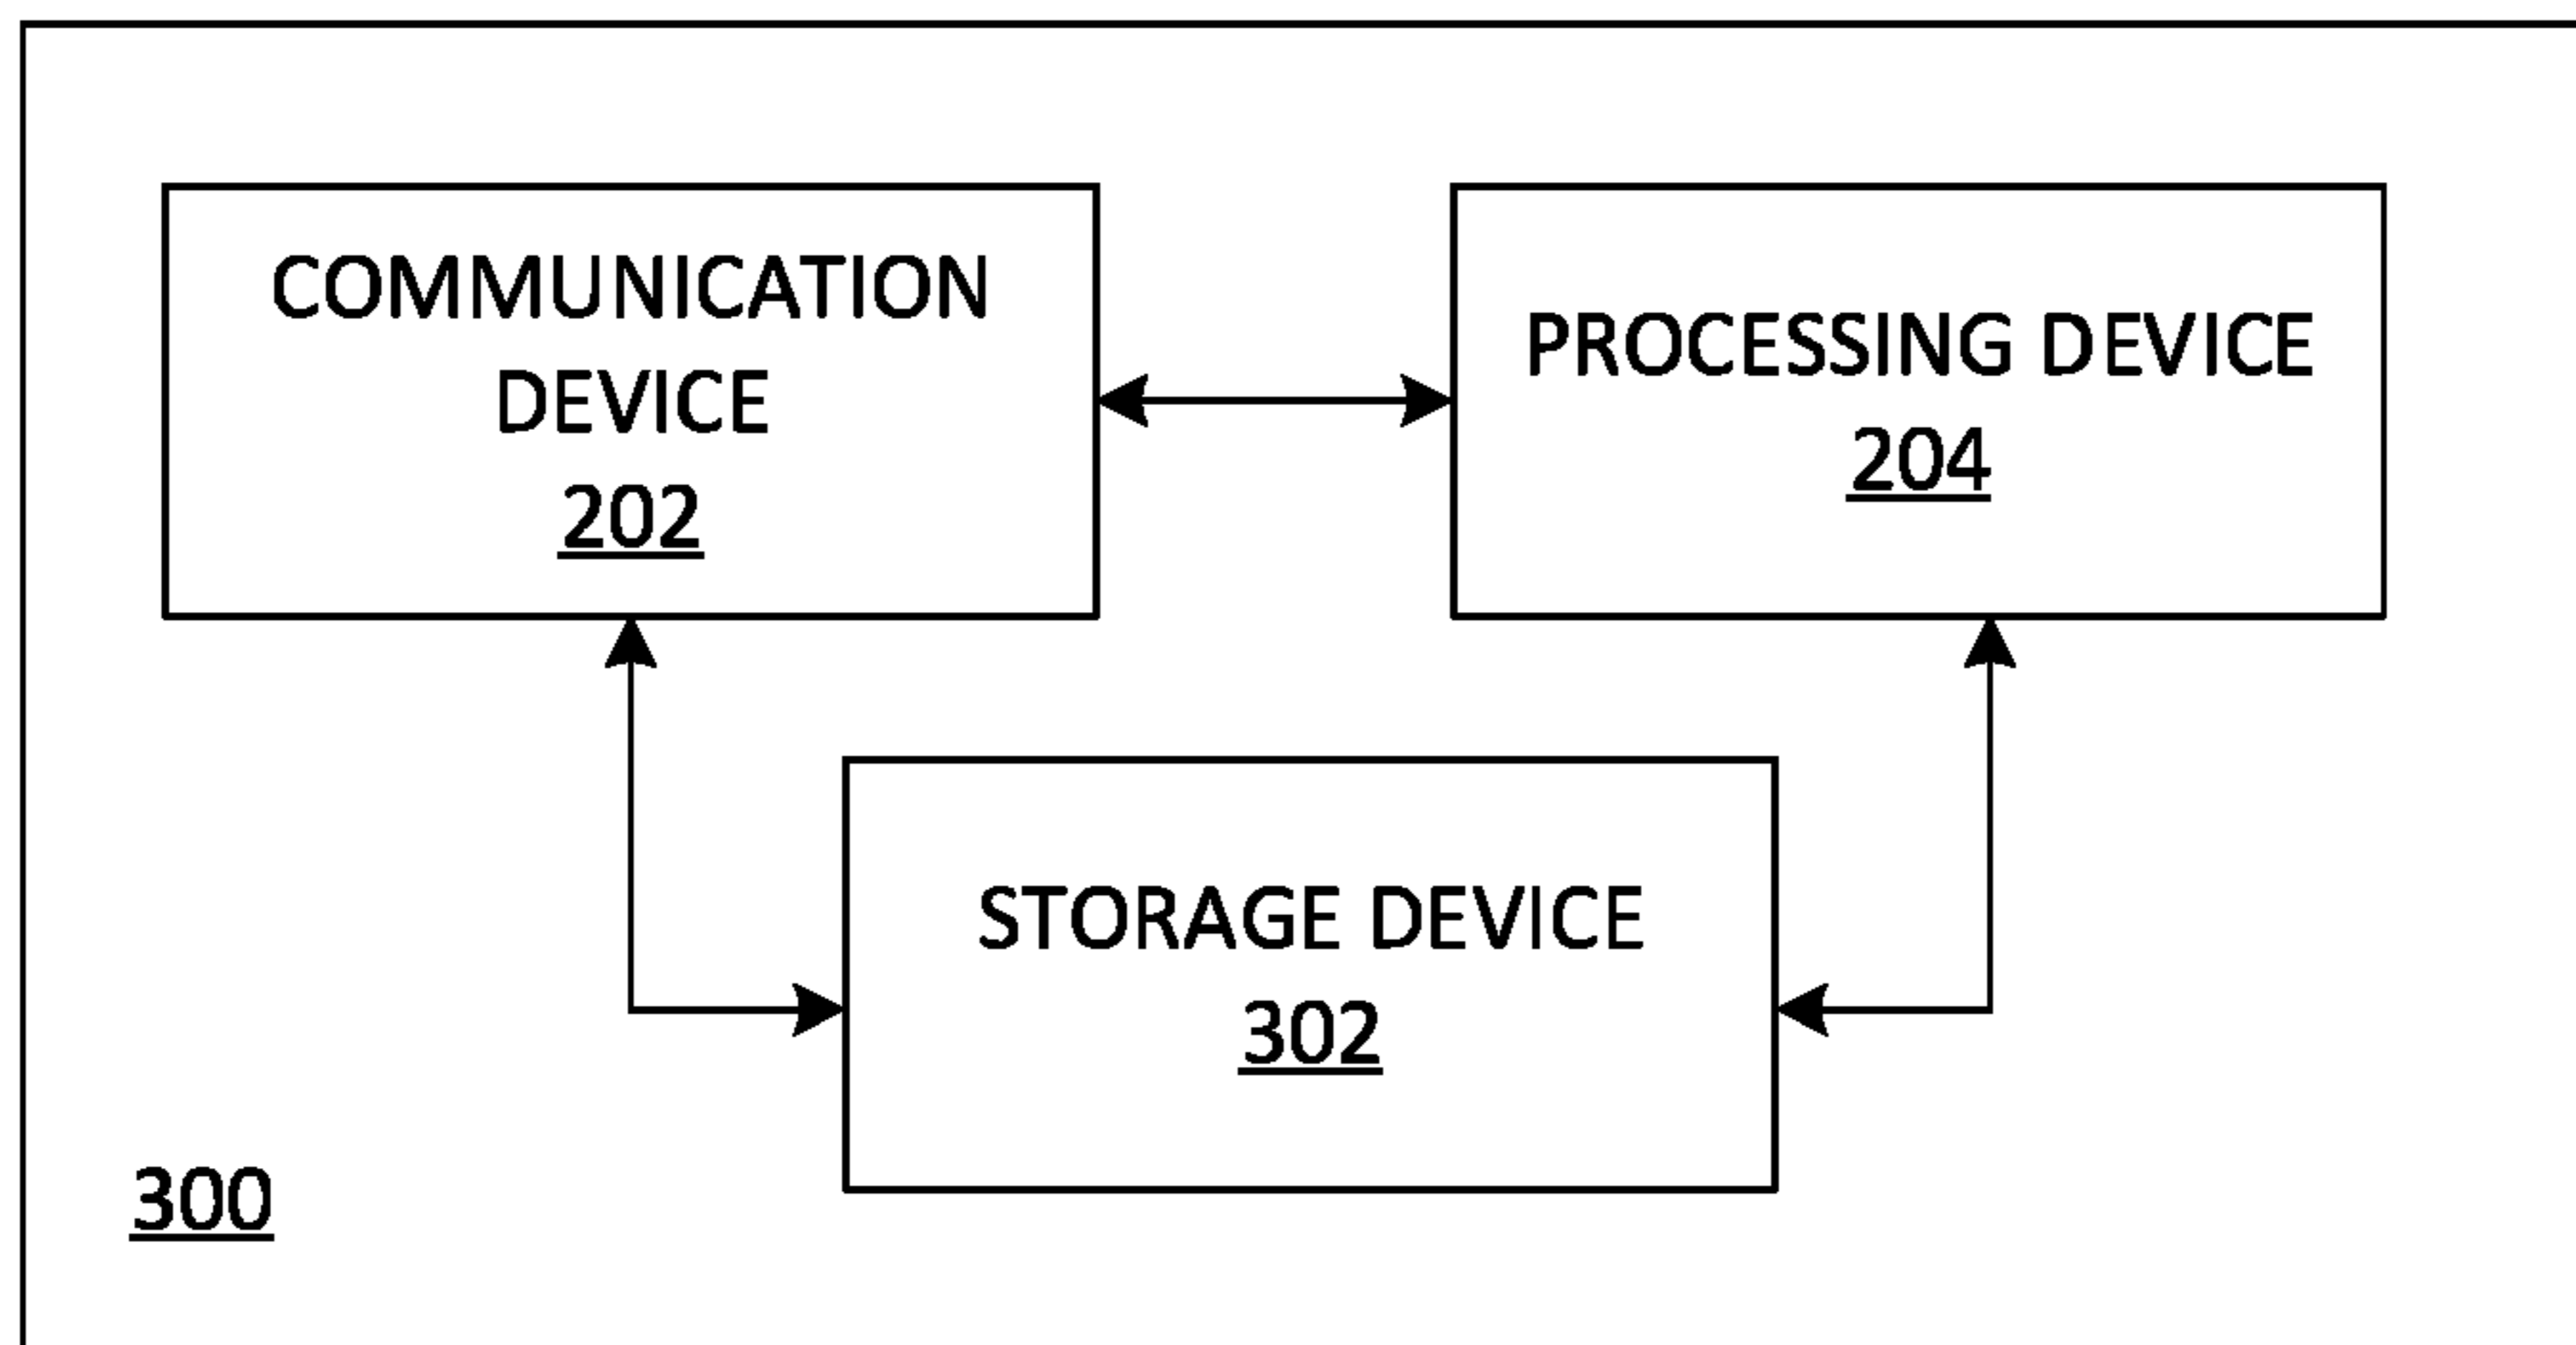 COMMUNICATION
DEVICE
202
PROCESSING DEVICE
204
STORAGE DEVICE
302
300